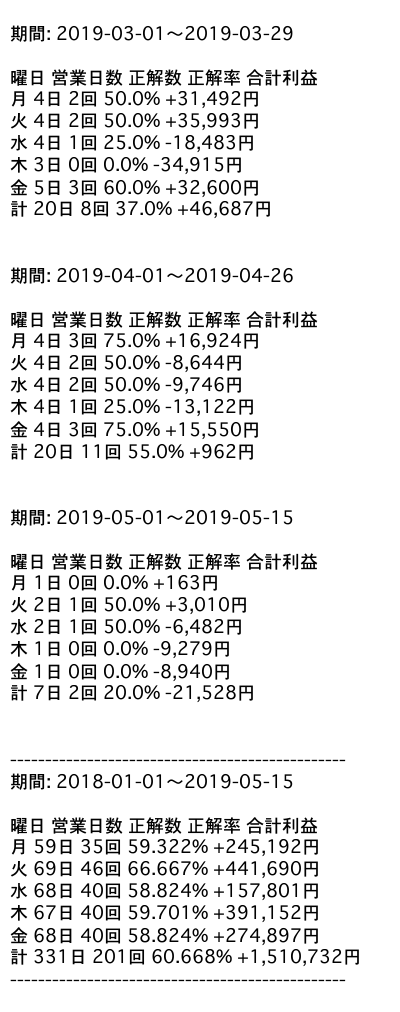 期間: 2019-03-01〜2019-03-29
曜日 営業日数 正解数 正解率 合計利益
月 4日 2回 50.0% +31,492円
火 4日 2回 50.0% +35,993円
水 4日 1回 25.0% -18,483円
木 3日 0回 0.0% -34,915円
金 5日 3回 60.0% +32,600円
計 20日 8回 37.0% +46,687円
期間: 2019-04-01〜2019-04-26
曜日 営業日数 正解数 正解率 合計利益
月 4日 3回 75.0% +16,924円
火 4日 2回 50.0% -8,644円
水 4日 2回 50.0% -9,746円
木 4日 1回 25.0% -13,122円
金 4日 3回 75.0% +15,550円
計 20日 11回 55.0% +962円
期間: 2019-05-01〜2019-05-15
曜日 営業日数 正解数 正解率 合計利益
月 1日 0回 0.0% +163円
火 2日 1回 50.0% +3,010円
水 2日 1回 50.0% -6,482円
木 1日 0回 0.0% -9,279円
金 1日 0回 0.0% -8,940円
計 7日 2回 20.0% -21,528円
------------------------------------------------
期間: 2018-01-01〜2019-05-15
曜日 営業日数 正解数 正解率 合計利益
月 59日 35回 59.322% +245,192円
火 69日 46回 66.667% +441,690円
水 68日 40回 58.824% +157,801円
木 67日 40回 59.701% +391,152円
金 68日 40回 58.824% +274,897円
計 331日 201回 60.668% +1,510,732円
------------------------------------------------